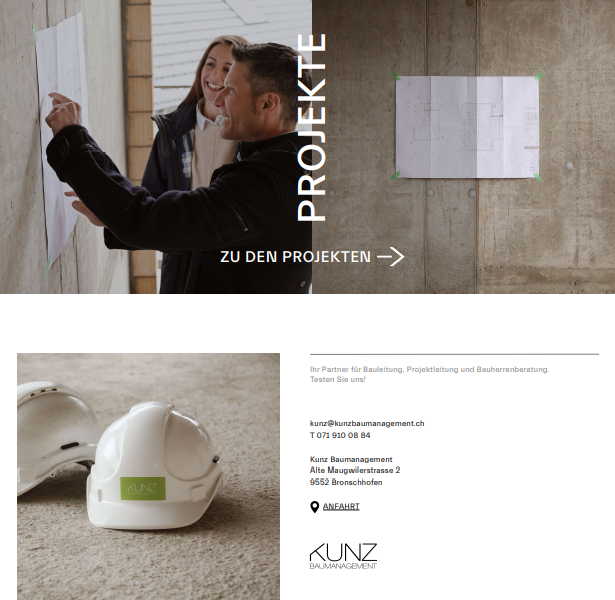 PROJEKTE
ZU DEN PROJEKTEN
KUNZ
Ihr Partner für Bauleitung, Projektleitung und Bauherrenberatung.
Testen Sie uns!
kunz@kunzbaumanagement.ch
T 071 910 08 84
Kunz Baumanagement
Alte Maugwilerstrasse 2
9552 Bronschhofen
ANFAHRT
KUNZ
BAUMANAGEMENT